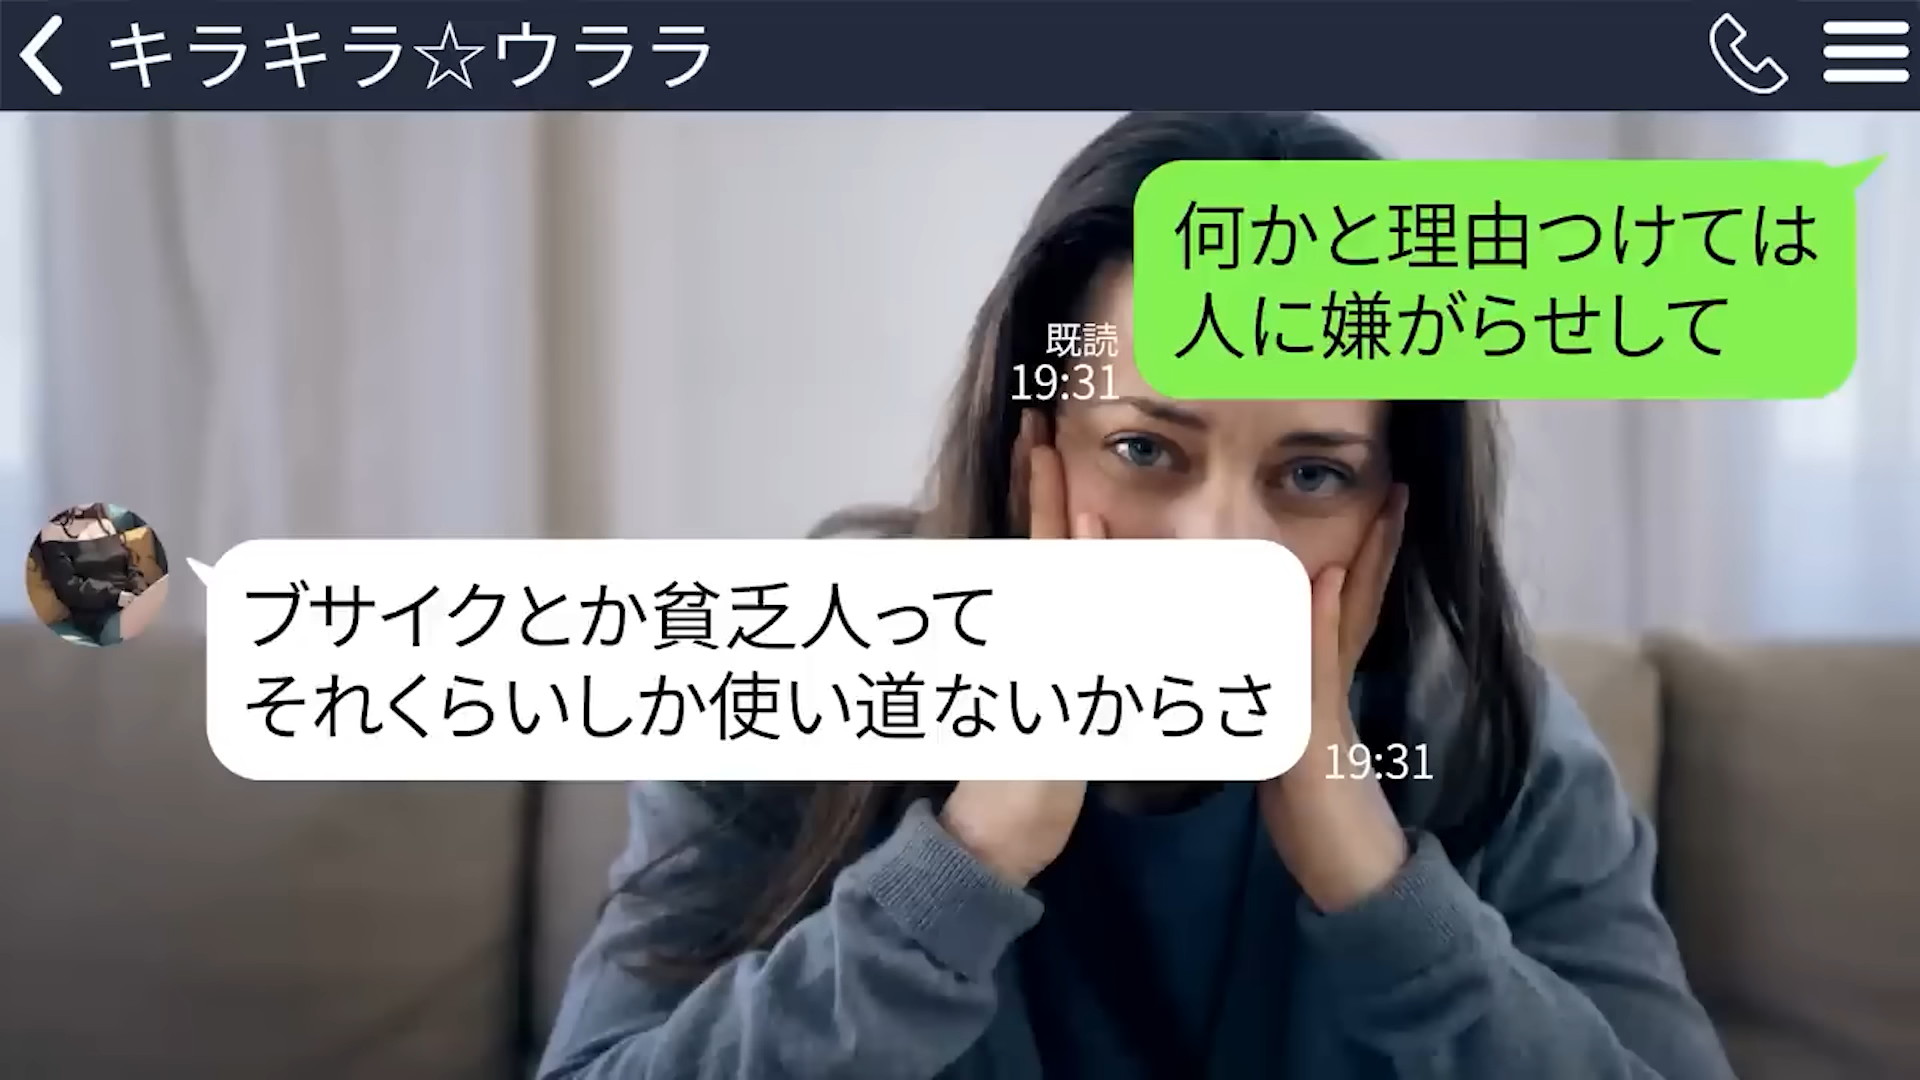 キラキラ☆ウララ
何かと理由つけては
人に嫌がらせして
既読
19:31
ブサイクとか貧乏人って
それくらいしか使い道ないからさ
19:31